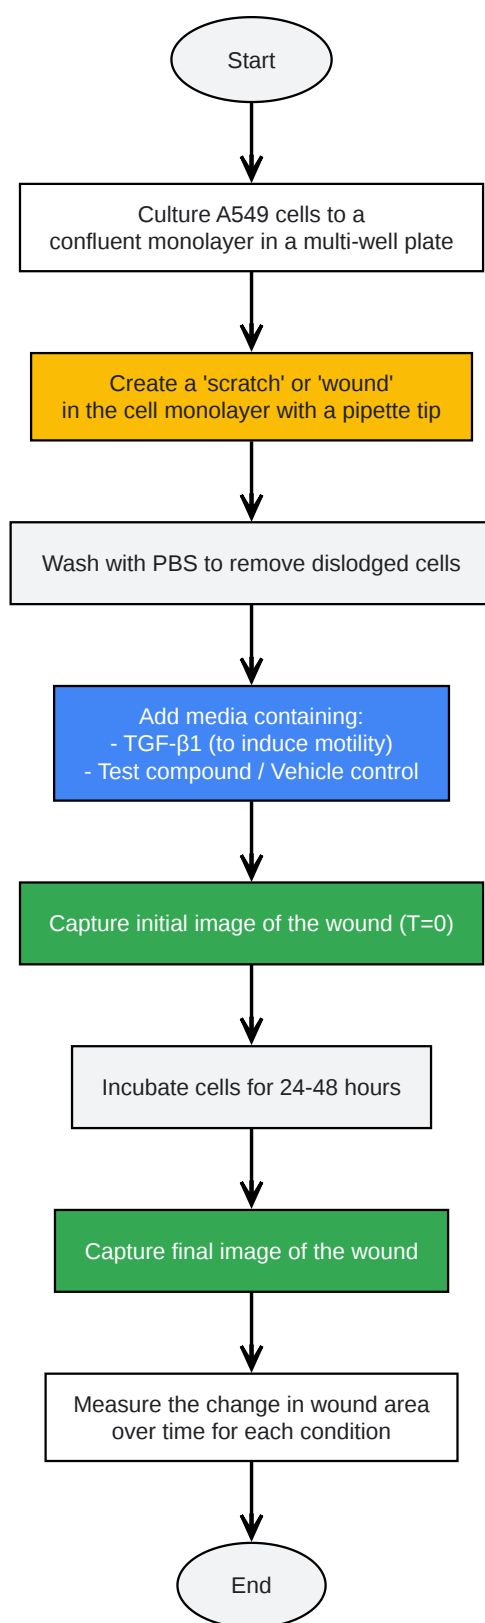 Start
Culture A549 cells to a
confluent monolayer in a multi-well plate
Create a 'scratch' or 'wound'
in the cell monolayer with a pipette tip
Wash with PBS to remove dislodged cells
Add media containing:
- TGF-β1 (to induce motility)
- Test compound / Vehicle control
Capture initial image of the wound (T=0)
Incubate cells for 24-48 hours
Capture final image of the wound
Measure the change in wound area
over time for each condition
End